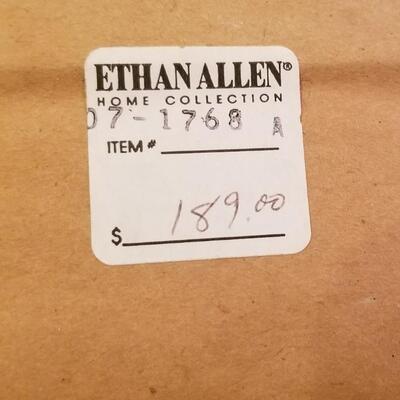 ETHAN ALLEN®
HOME COLLECTION
07-1768 A
ITEM #
$ 189.00